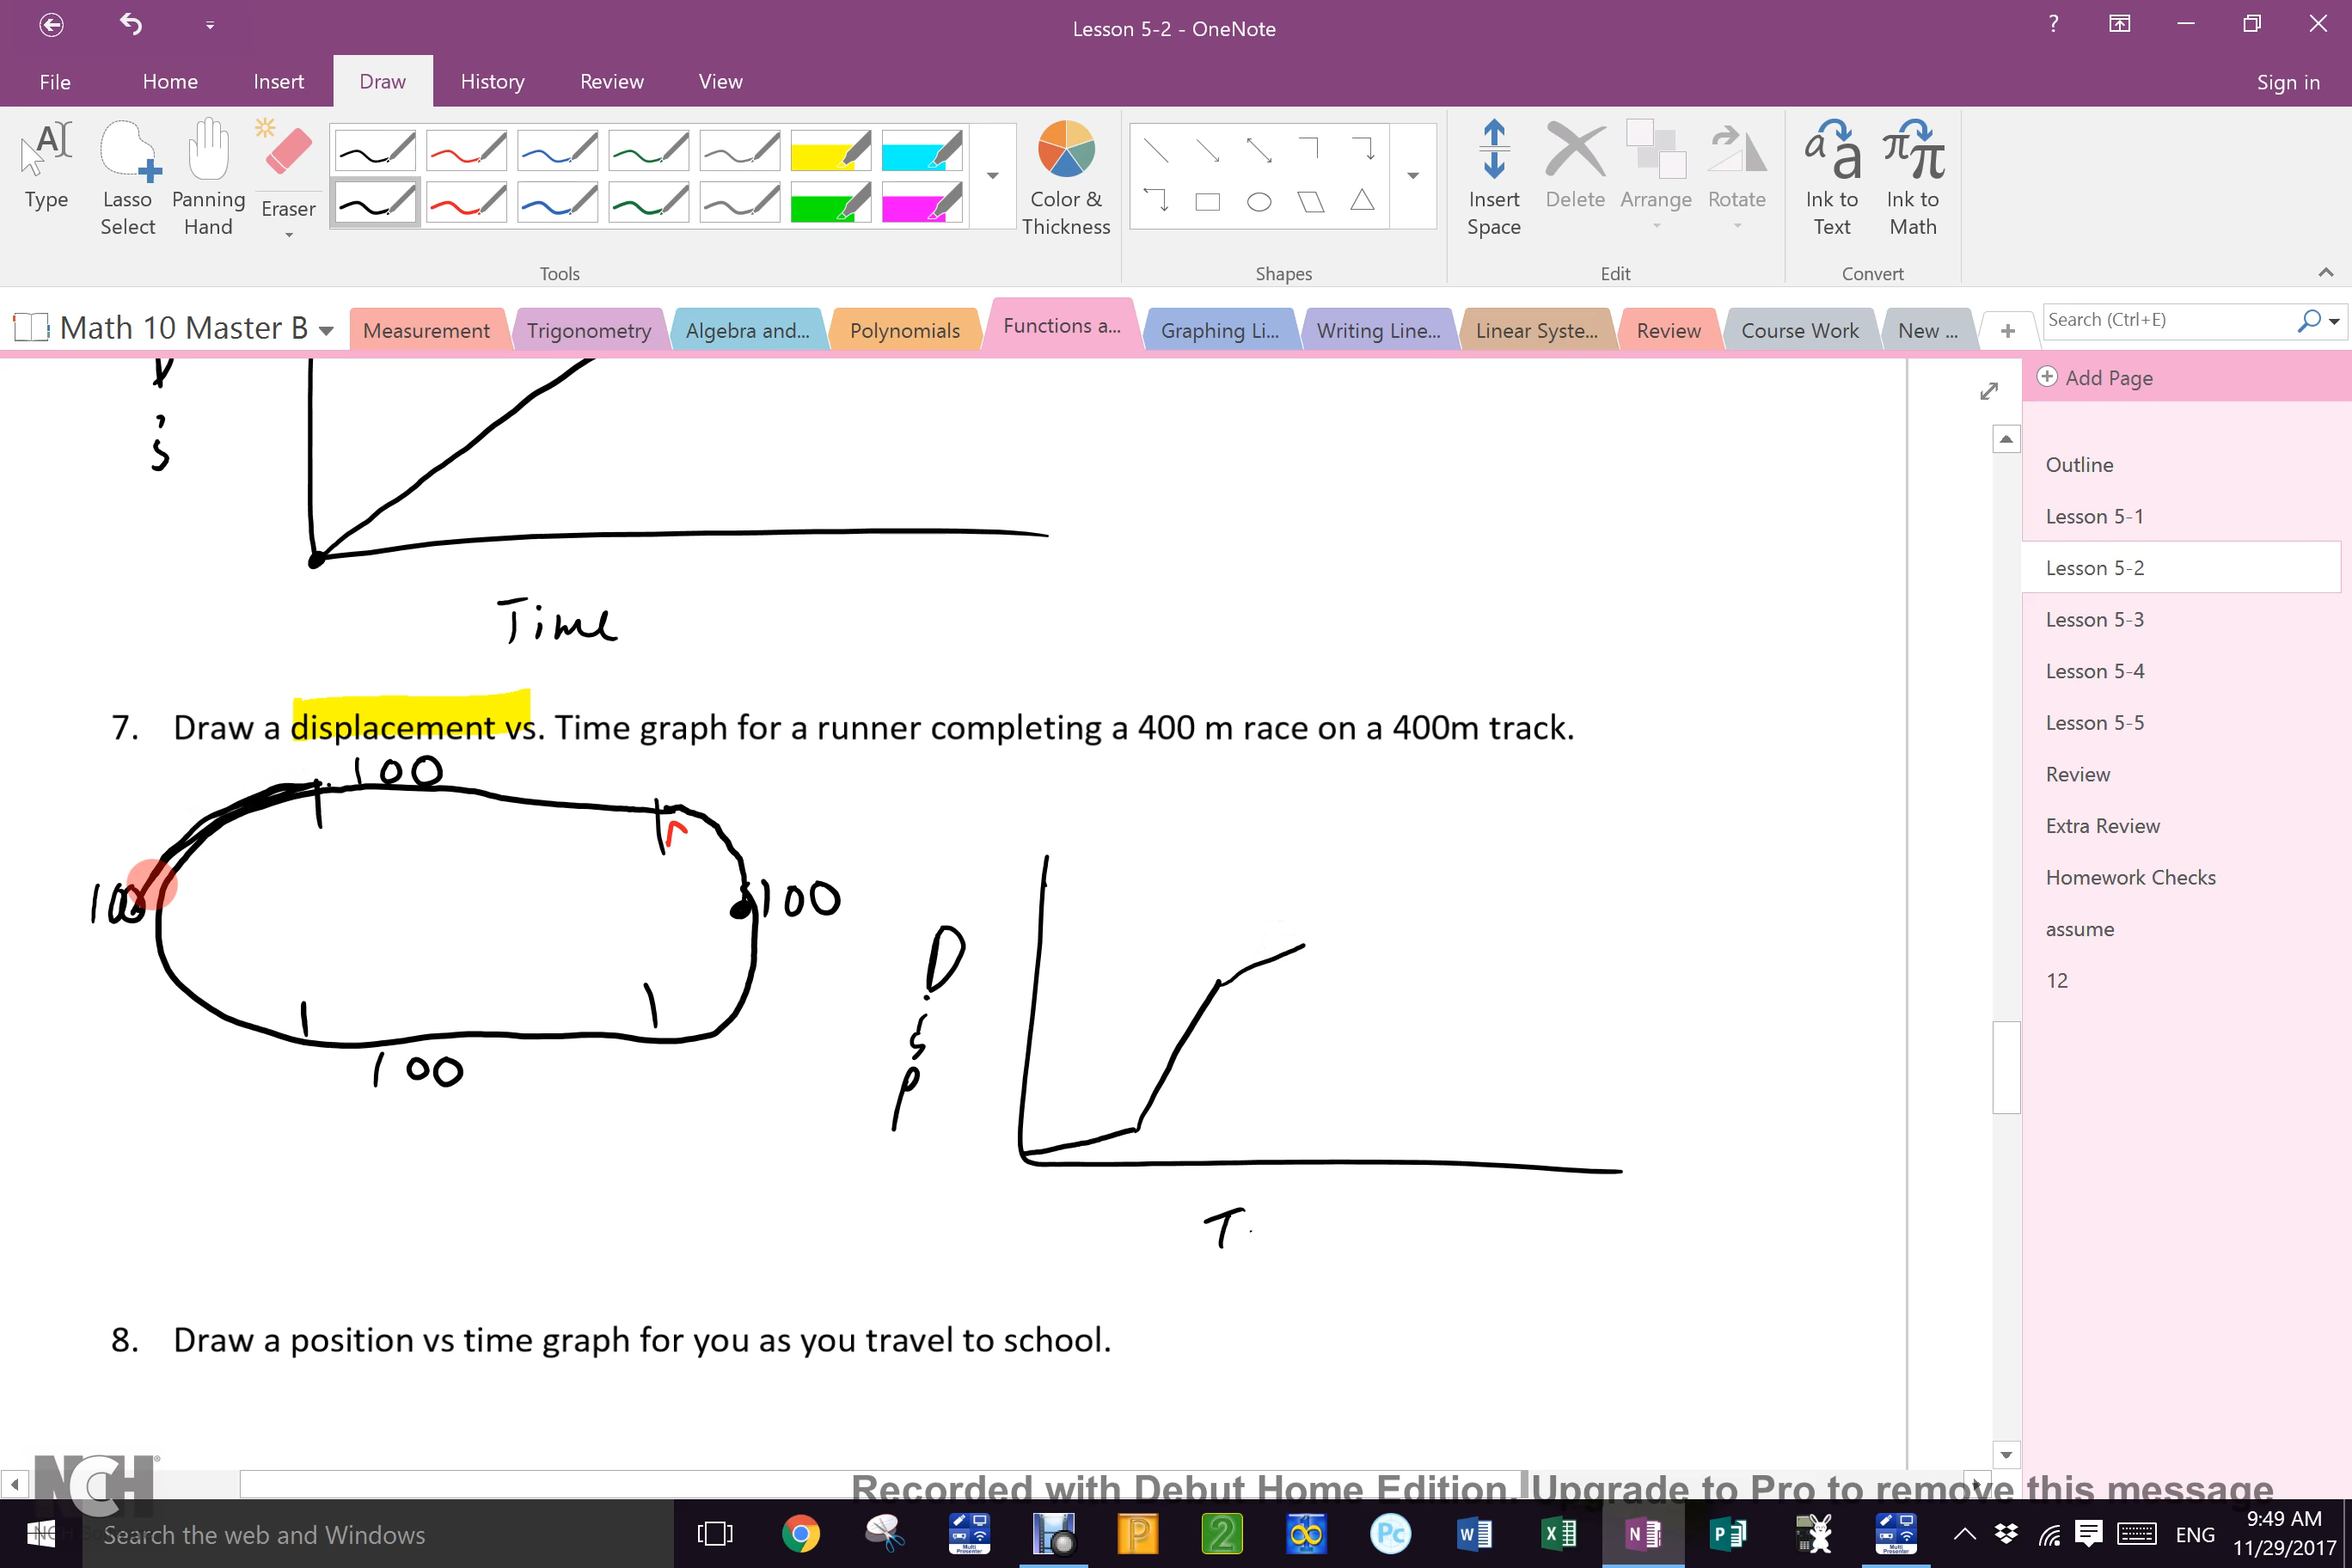 Lesson 5-2 - OneNote
?
File Home Insert Draw History Review View Sign in
Type
Lasso Select
Panning Hand
Eraser
Color & Thickness
Insert Space
Delete
Arrange
Rotate
Ink to Text
Ink to Math
Tools Shapes Edit Convert
Math 10 Master B
Measurement Trigonometry Algebra and... Polynomials Functions a... Graphing Li... Writing Line... Linear Syste... Review Course Work New ... +
Search (Ctrl+E)
Add Page
Outline
Lesson 5-1
Lesson 5-2
Lesson 5-3
Lesson 5-4
Lesson 5-5
Review
Extra Review
Homework Checks
assume
12
D
i
s
Time
7. Draw a displacement vs. Time graph for a runner completing a 400 m race on a 400m track.
100
100
100
100
Disp
T.
8. Draw a position vs time graph for you as you travel to school.
NCH
Recorded with Debut Home Edition. Upgrade to Pro to remove this message
Search the web and Windows
ENG
9:49 AM
11/29/2017